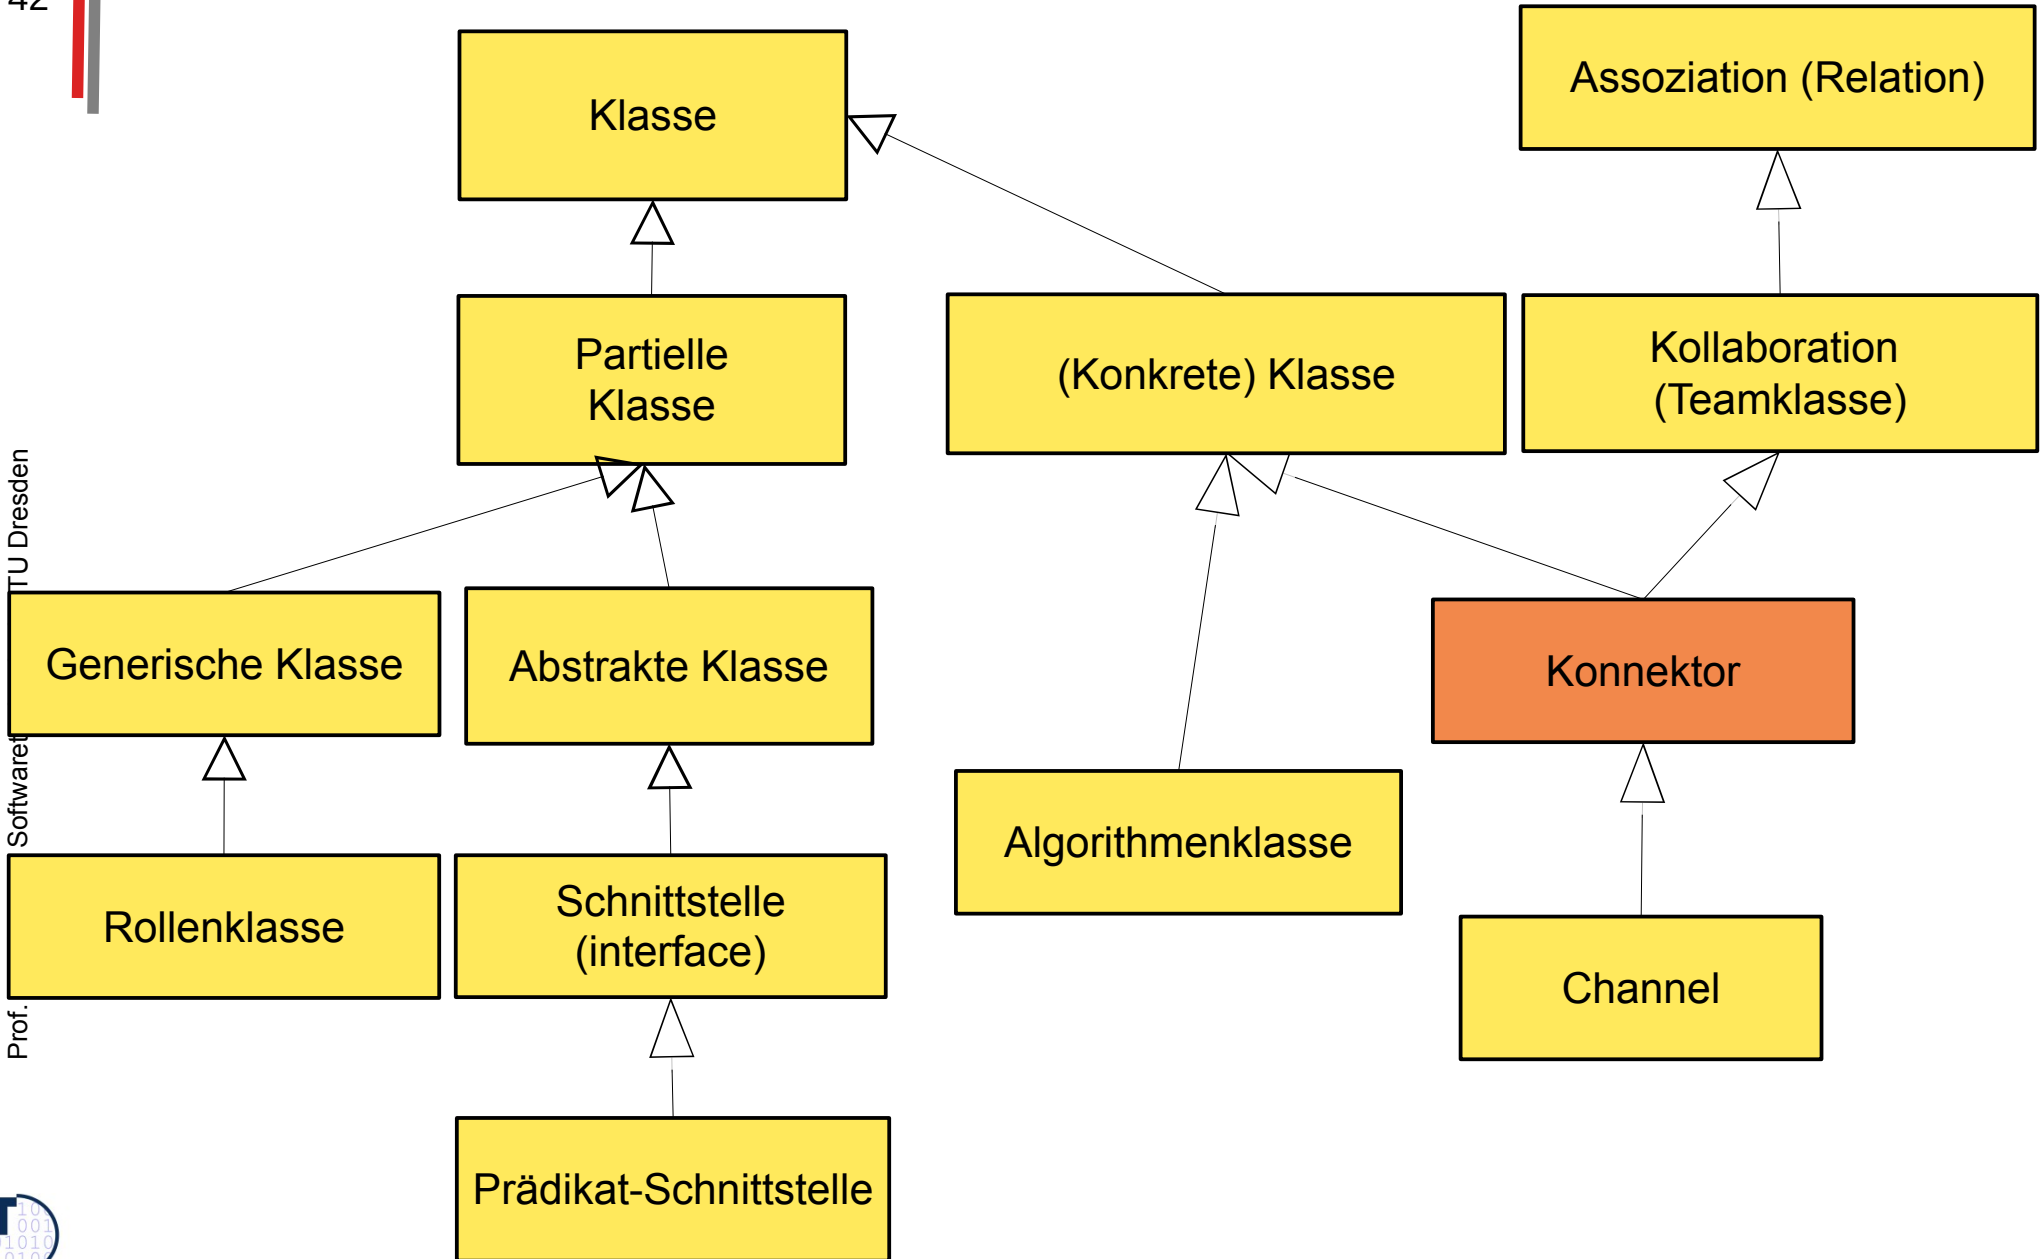 42
Klasse
Assoziation (Relation)
Partielle
Klasse
(Konkrete) Klasse
Kollaboration
(Teamklasse)
Generische Klasse
Abstrakte Klasse
Konnektor
Algorithmenklasse
Rollenklasse
Schnittstelle
(interface)
Channel
Prädikat-Schnittstelle
Prof.
TU Dresden